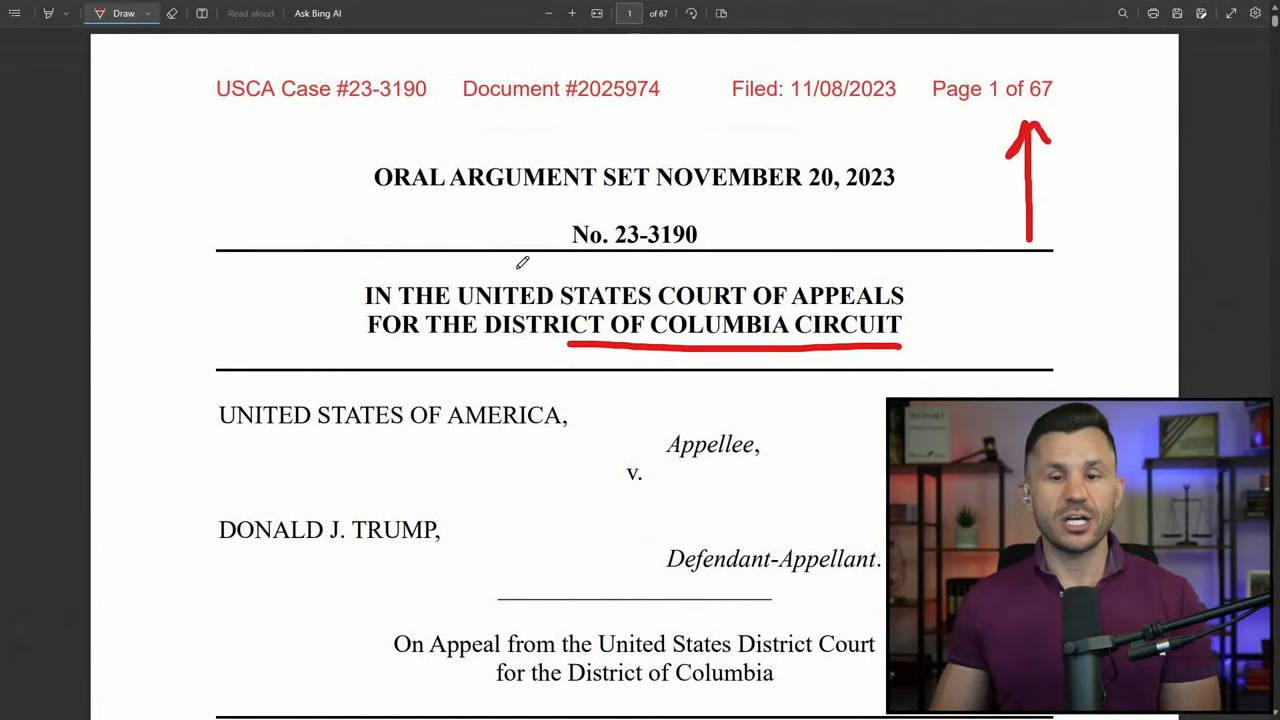 Draw
Read aloud
Ask Bing AI
1
of 67
USCA Case #23-3190 Document #2025974 Filed: 11/08/2023 Page 1 of 67
ORAL ARGUMENT SET NOVEMBER 20, 2023
No. 23-3190
IN THE UNITED STATES COURT OF APPEALS
FOR THE DISTRICT OF COLUMBIA CIRCUIT
UNITED STATES OF AMERICA,
Appellee,
v.
DONALD J. TRUMP,
Defendant-Appellant.
On Appeal from the United States District Court
for the District of Columbia